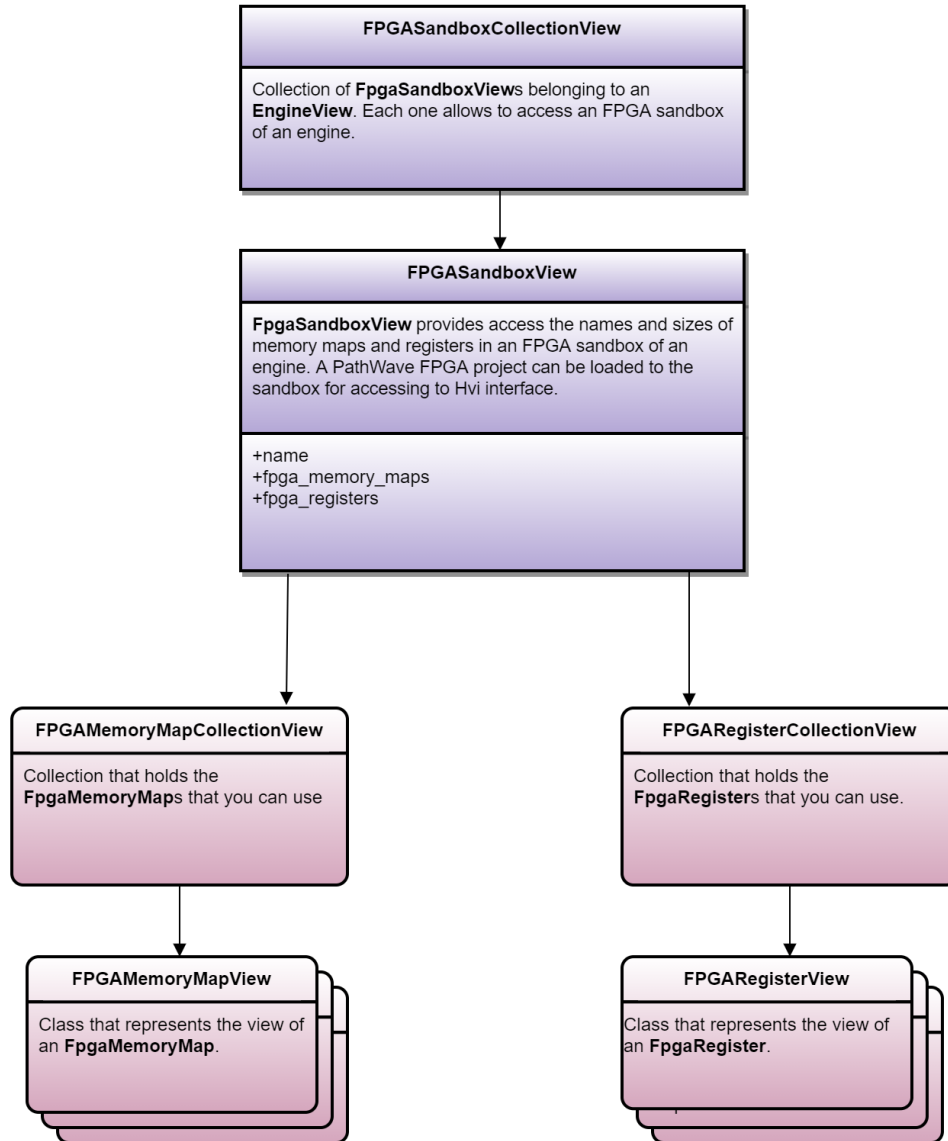 FPGASandboxCollectionView
Collection of FpgaSandboxViews belonging to an
EngineView. Each one allows to access an FPGA sandbox
of an engine.
FPGASandboxView
FpgaSandboxView provides access the names and sizes of
memory maps and registers in an FPGA sandbox of an
engine. A PathWave FPGA project can be loaded to the
sandbox for accessing to Hvi interface.
+name
+fpga_memory_maps
+fpga_registers
FPGAMemoryMapCollectionView
Collection that holds the
FpgaMemoryMaps that you can use
FPGARegisterCollectionView
Collection that holds the
FpgaRegisters that you can use.
FPGAMemoryMapView
Class that represents the view of
an FpgaMemoryMap.
FPGARegisterView
Class that represents the view of
an FpgaRegister.